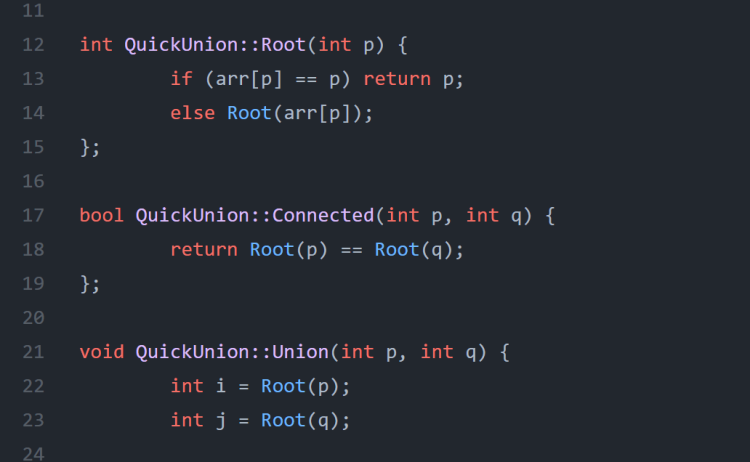 11
12 int QuickUnion::Root(int p) {
13 if (arr[p] == p) return p;
14 else Root(arr[p]);
15 };
16
17 bool QuickUnion::Connected(int p, int q) {
18 return Root(p) == Root(q);
19 };
20
21 void QuickUnion::Union(int p, int q) {
22 int i = Root(p);
23 int j = Root(q);
24